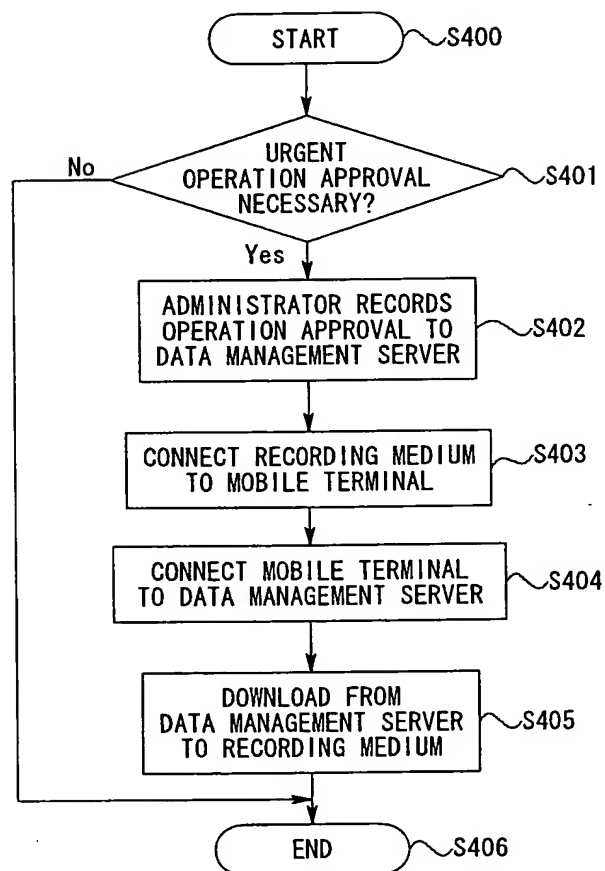 START
S400
URGENT
OPERATION APPROVAL
NECESSARY?
S401
No
Yes
ADMINISTRATOR RECORDS
OPERATION APPROVAL TO
DATA MANAGEMENT SERVER
S402
CONNECT RECORDING MEDIUM
TO MOBILE TERMINAL
S403
CONNECT MOBILE TERMINAL
TO DATA MANAGEMENT SERVER
S404
DOWNLOAD FROM
DATA MANAGEMENT SERVER
TO RECORDING MEDIUM
S405
END
S406